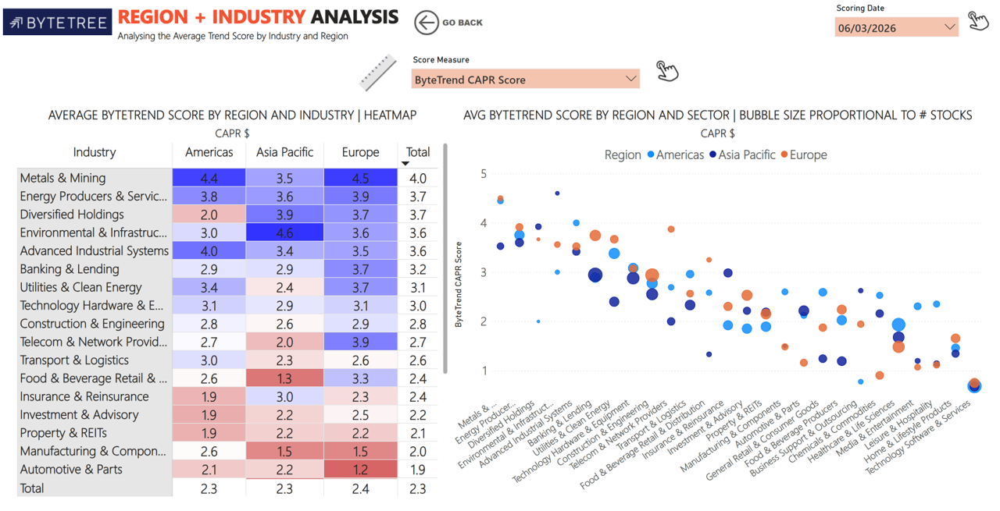 BYTETREE
REGION + INDUSTRY ANALYSIS
Analysing the Average Trend Score by Industry and Region
GO BACK
Scoring Date
06/03/2026
Score Measure
ByteTrend CAPR Score
AVERAGE BYTETREND SCORE BY REGION AND INDUSTRY | HEATMAP
CAPR $
Industry Americas Asia Pacific Europe Total
Metals & Mining 4.4 3.5 4.5 4.0
Energy Producers & Servic... 3.8 3.6 3.9 3.7
Diversified Holdings 2.0 3.9 3.7 3.7
Environmental & Infrastruc... 3.0 4.6 3.6 3.6
Advanced Industrial Systems 4.0 3.4 3.5 3.6
Banking & Lending 2.9 2.9 3.7 3.2
Utilities & Clean Energy 3.4 2.4 3.7 3.1
Technology Hardware & E... 3.1 2.9 3.1 3.0
Construction & Engineering 2.8 2.6 2.9 2.8
Telecom & Network Provid... 2.7 2.0 3.9 2.7
Transport & Logistics 3.0 2.3 2.6 2.6
Food & Beverage Retail & ... 2.6 1.3 3.3 2.4
Insurance & Reinsurance 1.9 3.0 2.3 2.4
Investment & Advisory 1.9 2.2 2.5 2.2
Property & REITs 1.9 2.2 2.2 2.1
Manufacturing & Compon... 2.6 1.5 1.5 2.0
Automotive & Parts 2.1 2.2 1.2 1.9
Total 2.3 2.3 2.4 2.3
AVG BYTETREND SCORE BY REGION AND SECTOR | BUBBLE SIZE PROPORTIONAL TO # STOCKS
CAPR $
Region Americas Asia Pacific Europe
ByteTrend CAPR Score
5
4
3
2
1
Metals & ...
Energy Producer...
Diversified Holdings
Environmental & Infrastruct...
Advanced Industrial Systems
Banking & Lending
Utilities & Clean Energy
Technology Hardware & Equipment
Construction & Engineering
Telecom & Network Providers
Transport & Logistics
Food & Beverage Retail & Distribution
Insurance & Reinsurance
Investment & Advisory
Property & REITs
Manufacturing & Components
Automotive & Parts
General Retail & Consumer Goods
Food & Beverage Producers
Business Support & Outsourcing
Chemicals & Commodities
Healthcare & Life Sciences
Media & Entertainment
Leisure & Hospitality
Home & Lifestyle Products
Technology Software & Services